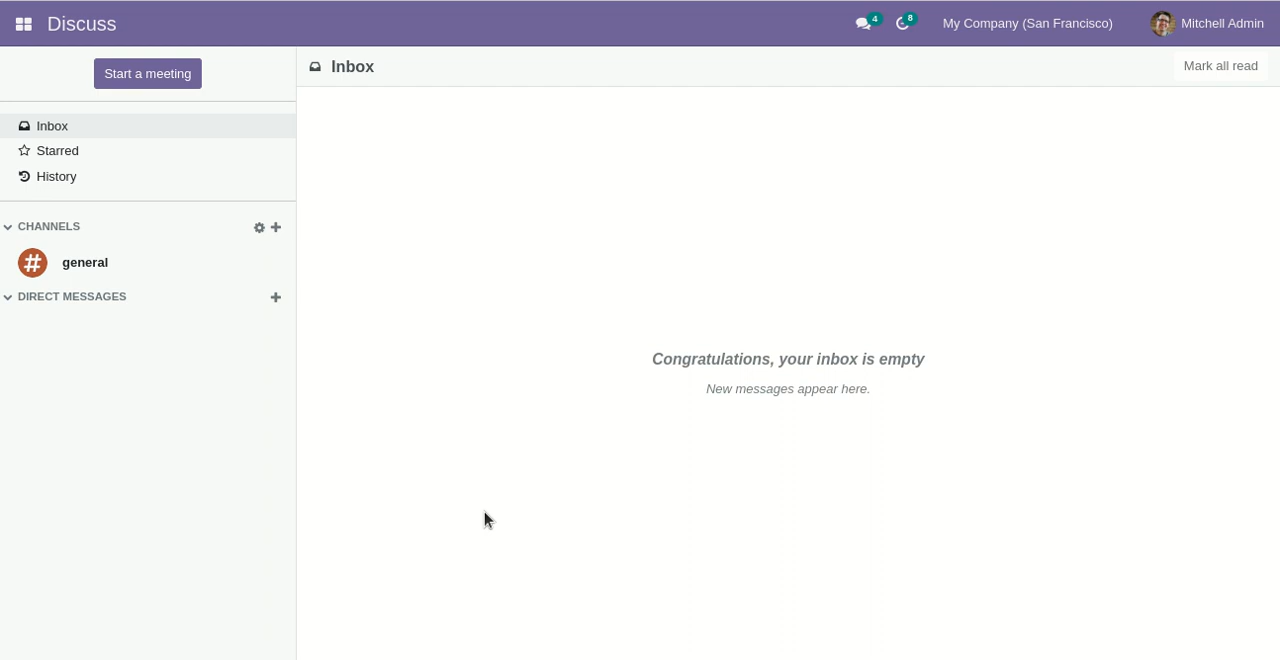 Discuss
4
8
My Company (San Francisco)
Mitchell Admin
Start a meeting
Inbox
Starred
History
CHANNELS
general
DIRECT MESSAGES
Inbox
Mark all read
Congratulations, your inbox is empty
New messages appear here.